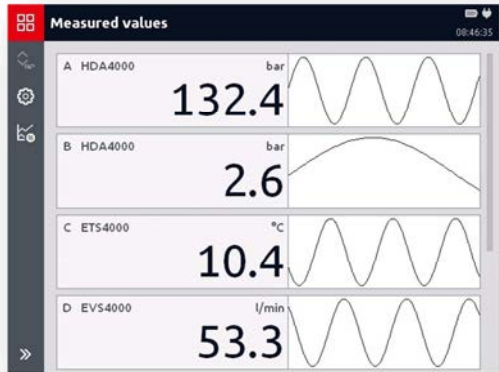 Measured values
08:46:35
A HDA4000 bar
132.4
B HDA4000 bar
2.6
C ETS4000 °C
10.4
D EVS4000 l/min
53.3